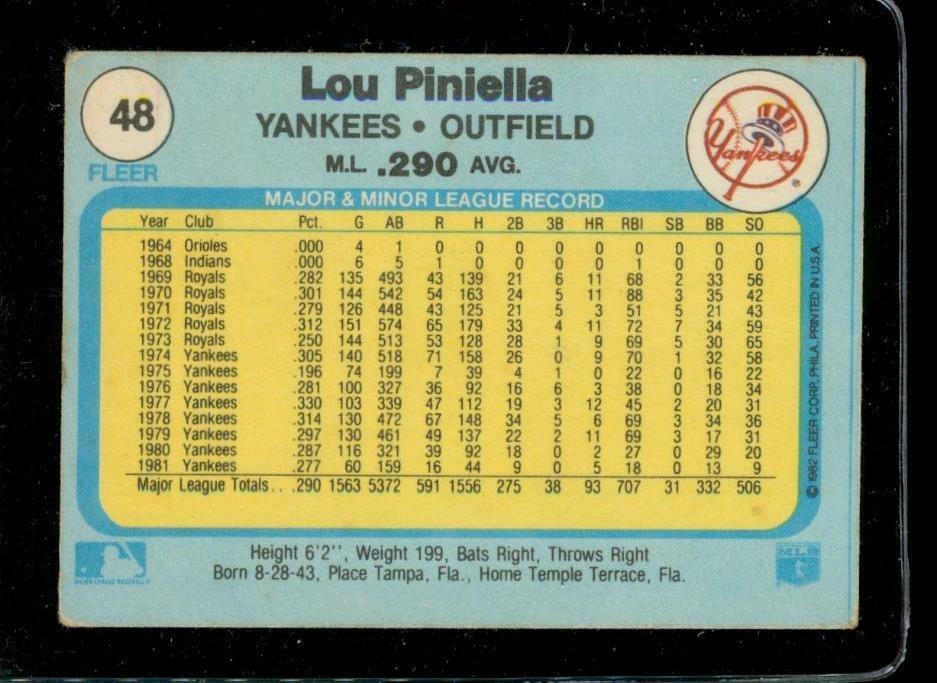 48
FLEER
Lou Piniella
YANKEES • OUTFIELD
M.L. .290 AVG.
Yankees
MAJOR & MINOR LEAGUE RECORD
Year Club Pct. G AB R H 2B 3B HR RBI SB BB SO
1964 Orioles .000 4 1 0 0 0 0 0 0 0 0 0
1968 Indians .000 6 5 1 0 0 0 0 1 0 0 0
1969 Royals .282 135 493 43 139 21 6 11 68 2 33 56
1970 Royals .301 144 542 54 163 24 5 11 88 3 35 42
1971 Royals .279 126 448 43 125 21 5 3 51 5 21 43
1972 Royals .312 151 574 65 179 33 4 11 72 7 34 59
1973 Royals .250 144 513 53 128 28 1 9 69 5 30 65
1974 Yankees .305 140 518 71 158 26 0 9 70 1 32 58
1975 Yankees .196 74 199 7 39 4 1 0 22 0 16 22
1976 Yankees .281 100 327 36 92 16 6 3 38 0 18 34
1977 Yankees .330 103 339 47 112 19 3 12 45 2 20 31
1978 Yankees .314 130 472 67 148 34 5 6 69 3 34 36
1979 Yankees .297 130 461 49 137 22 2 11 69 3 17 31
1980 Yankees .287 116 321 39 92 18 0 2 27 0 29 20
1981 Yankees .277 60 159 16 44 9 0 5 18 0 13 9
Major League Totals . . .290 1563 5372 591 1556 275 38 93 707 31 332 506
© 1982 FLEER CORP. PHILA. PRINTED IN U.S.A.
Height 6'2'', Weight 199, Bats Right, Throws Right
Born 8-28-43, Place Tampa, Fla., Home Temple Terrace, Fla.
MAJOR LEAGUE BASEBALL